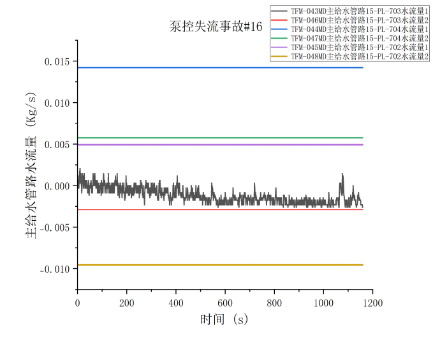 泵控失流事故#16
TFM-043MD主给水管路15-PL-703水流量1
TFM-046MD主给水管路15-PL-703水流量2
TFM-044MD主给水管路15-PL-704水流量1
TFM-047MD主给水管路15-PL-704水流量2
TFM-045MD主给水管路15-PL-702水流量1
TFM-048MD主给水管路15-PL-702水流量2
主给水管路水流量 (Kg/s)
0.015
0.010
0.005
0.000
-0.005
-0.010
0 200 400 600 800 1000 1200
时间 (s)